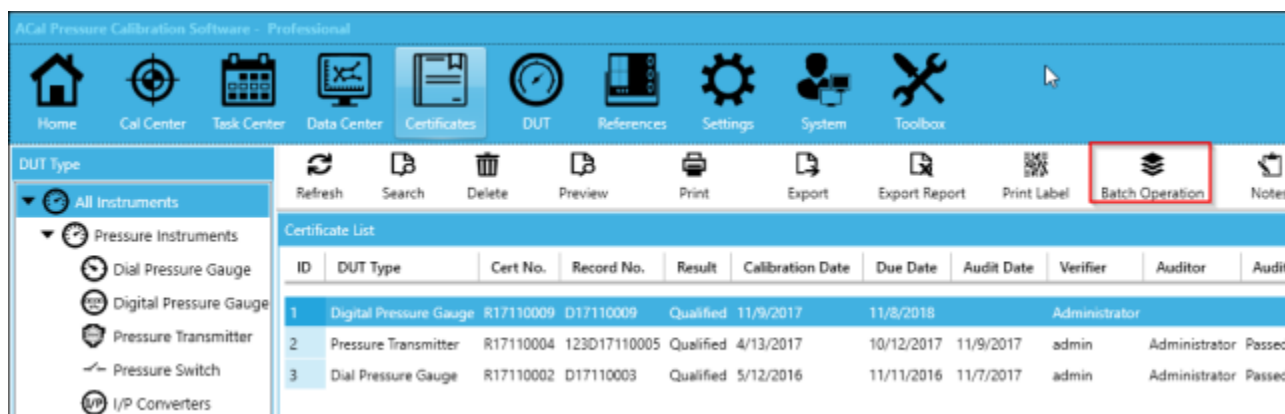 ACal Pressure Calibration Software - Professional
Home Cal Center Task Center Data Center Certificates DUT References Settings System Toolbox
DUT Type
Refresh Search Delete Preview Print Export Export Report Print Label Batch Operation Notes
All Instruments
Pressure Instruments
Certificate List
Dial Pressure Gauge
ID DUT Type Cert No. Record No. Result Calibration Date Due Date Audit Date Verifier Auditor Audit
Digital Pressure Gauge
1 Digital Pressure Gauge R17110009 D17110009 Qualified 11/9/2017 11/8/2018 Administrator
Pressure Transmitter
2 Pressure Transmitter R17110004 123D17110005 Qualified 4/13/2017 10/12/2017 11/9/2017 admin Administrator Passed
Pressure Switch
3 Dial Pressure Gauge R17110002 D17110003 Qualified 5/12/2016 11/11/2016 11/7/2017 admin Administrator Passed
I/P I/P Converters